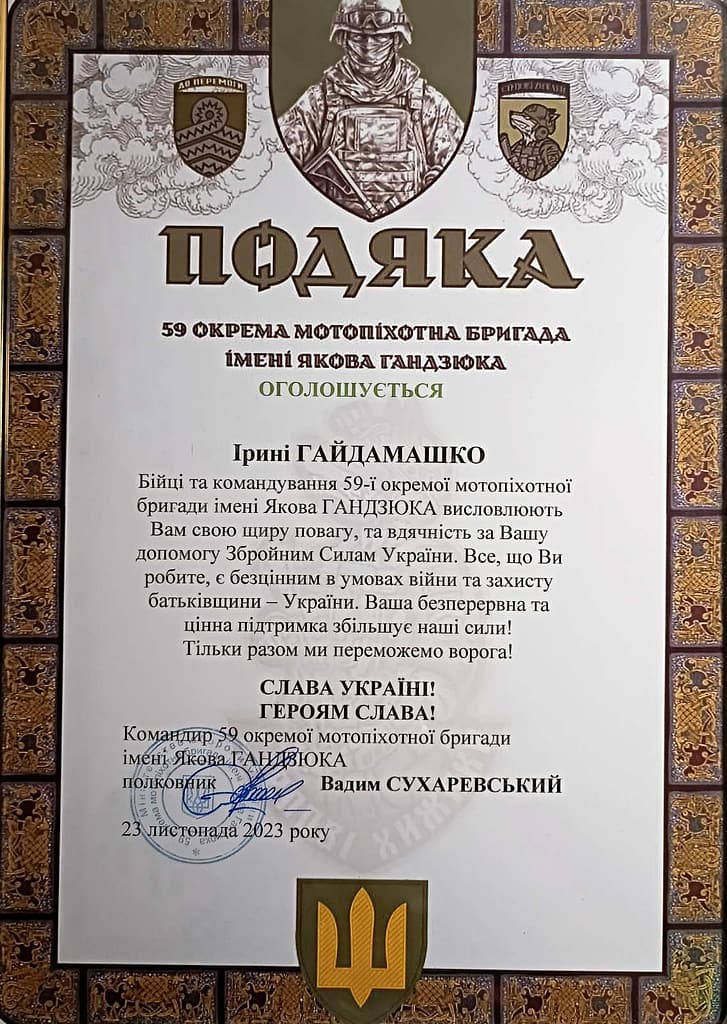 ДО ПЕРЕМОГИ
СТЕПОВІ ХИЖАКИ
ПОДЯКА
59 ОКРЕМА МОТОПІХОТНА БРИГАДА
ІМЕНІ ЯКОВА ГАНДЗЮКА
ОГОЛОШУЄТЬСЯ
Ірині ГАЙДАМАШКО
Бійці та командування 59-ї окремої мотопіхотної
бригади імені Якова ГАНДЗЮКА висловлюють
Вам свою щиру повагу, та вдячність за Вашу
допомогу Збройним Силам України. Все, що Ви
робите, є безцінним в умовах війни та захисту
батьківщини – України. Ваша безперервна та
цінна підтримка збільшує наші сили!
Тільки разом ми переможемо ворога!
СЛАВА УКРАЇНІ!
ГЕРОЯМ СЛАВА!
Командир 59 окремої мотопіхотної бригади
імені Якова ГАНДЗЮКА
полковник Вадим СУХАРЕВСЬКИЙ
23 листопада 2023 року